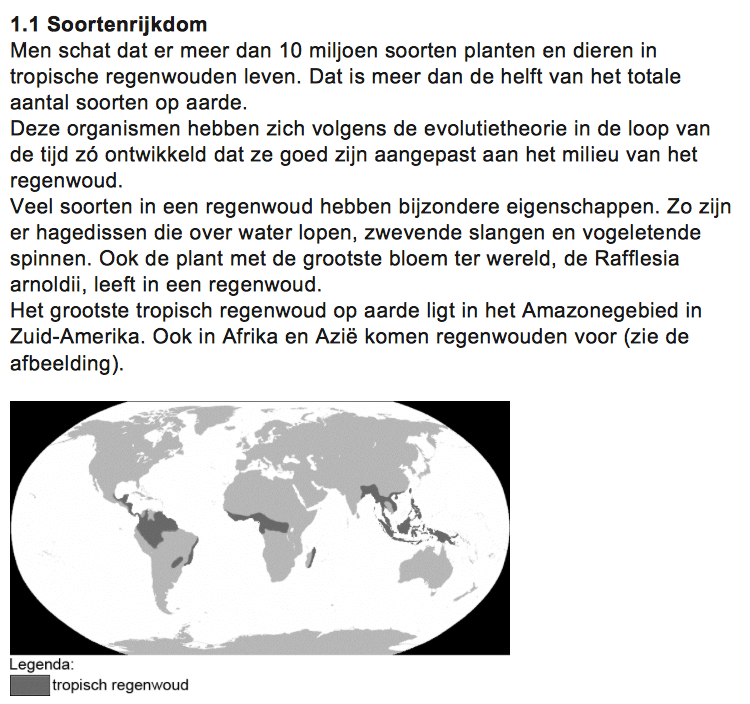 1.1 Soortenrijkdom
Men schat dat er meer dan 10 miljoen soorten planten en dieren in
tropische regenwouden leven. Dat is meer dan de helft van het totale
aantal soorten op aarde.
Deze organismen hebben zich volgens de evolutietheorie in de loop van
de tijd zó ontwikkeld dat ze goed zijn aangepast aan het milieu van het
regenwoud.
Veel soorten in een regenwoud hebben bijzondere eigenschappen. Zo zijn
er hagedissen die over water lopen, zwevende slangen en vogeletende
spinnen. Ook de plant met de grootste bloem ter wereld, de Rafflesia
arnoldii, leeft in een regenwoud.
Het grootste tropisch regenwoud op aarde ligt in het Amazonegebied in
Zuid-Amerika. Ook in Afrika en Azië komen regenwouden voor (zie de
afbeelding).
Legenda:
tropisch regenwoud